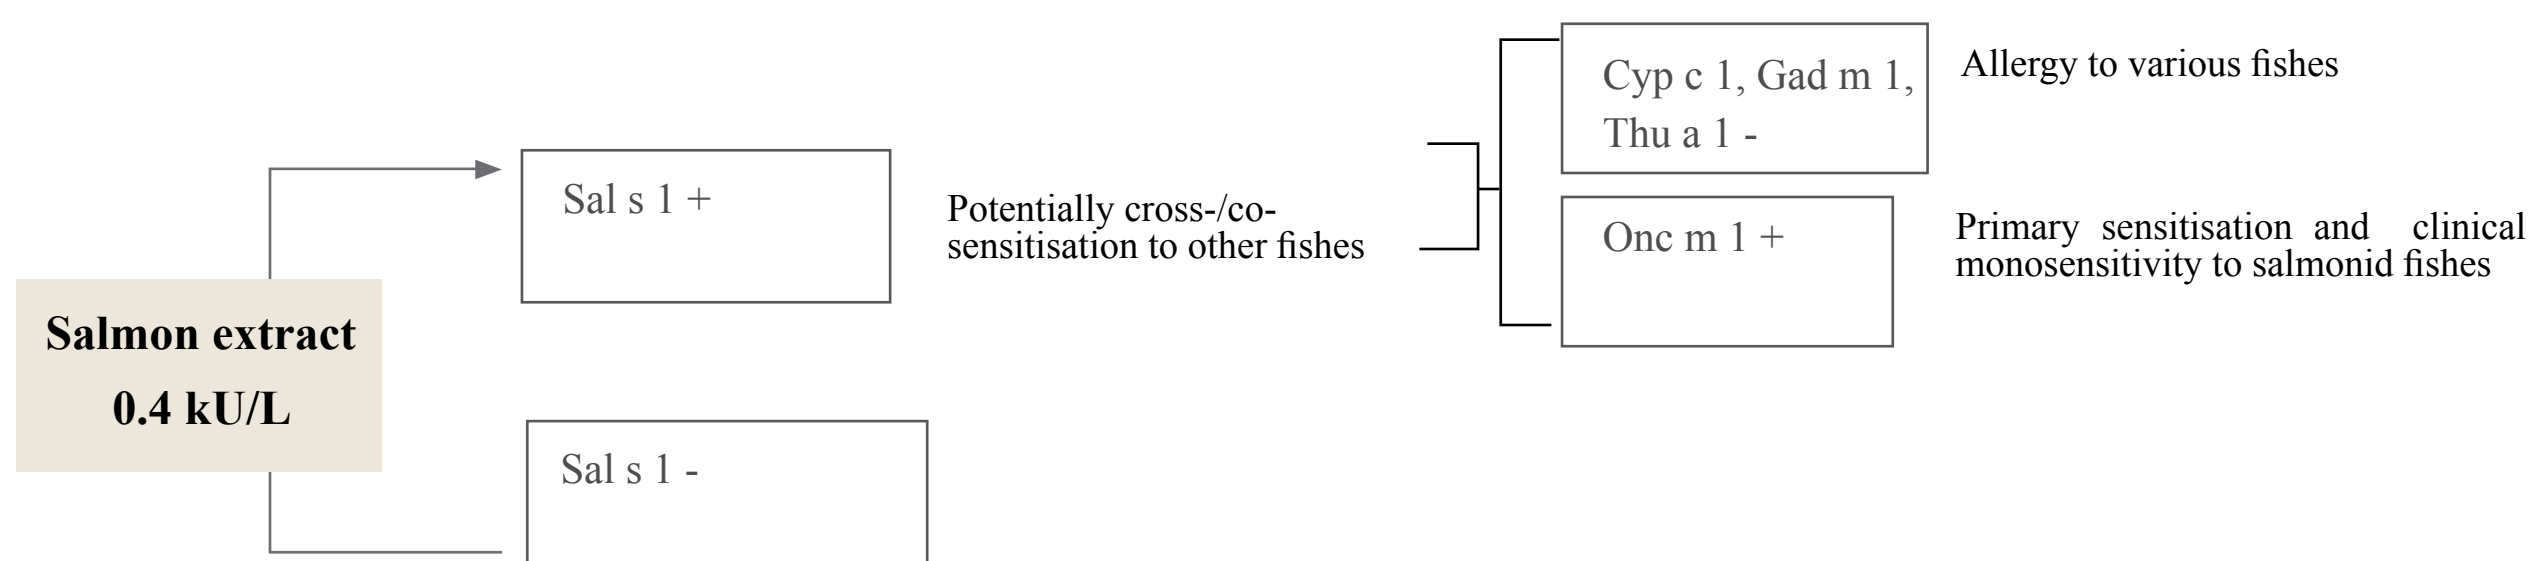 Salmon extract
0.4 kU/L
Sal s 1 +
Sal s 1 -
Potentially cross-/co-
sensitisation to other fishes
Cyp c 1, Gad m 1,
Thu a 1 -
Allergy to various fishes
Onc m 1 +
Primary sensitisation and clinical
monosensitivity to salmonid fishes